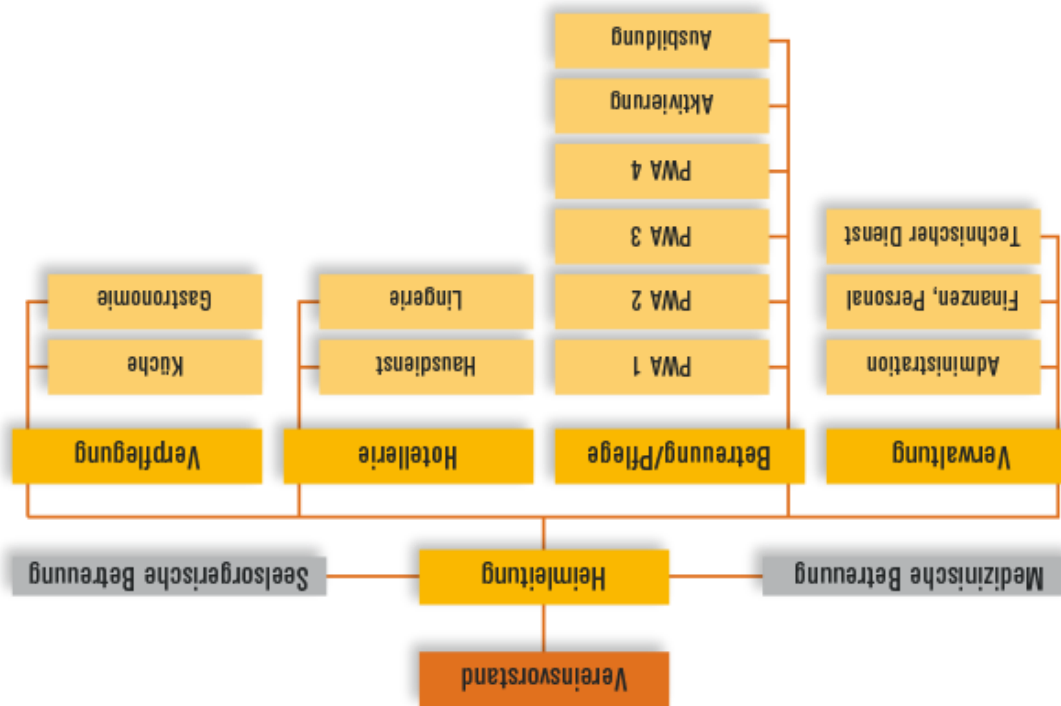 Vereinsvorstand
Medizinische Betreuung
Heimleitung
Seelsorgerische Betreuung
Verwaltung
Administration
Finanzen, Personal
Technischer Dienst
Betreuung/Pflege
PWA 1
PWA 2
PWA 3
PWA 4
Aktivierung
Ausbildung
Hotellerie
Hausdienst
Lingerie
Verpflegung
Küche
Gastronomie